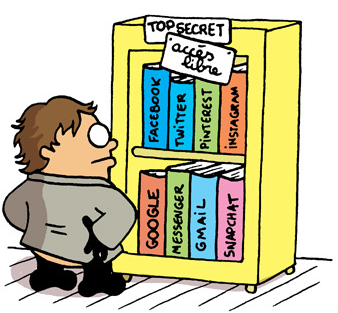 TOP SECRET
accès
libre
FACEBOOK
TWITTER
PINTEREST
INSTAGRAM
GOOGLE
MESSENGER
GMAIL
SNAPCHAT